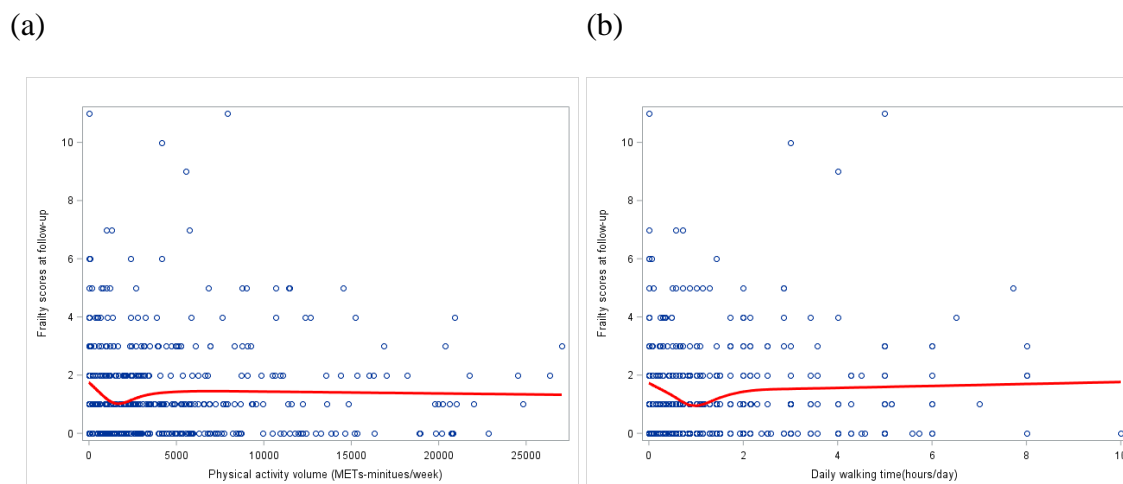 (a)
(b)
Frailty scores at follow-up
10
8
6
4
2
0
0 5000 10000 15000 20000 25000
Physical activity volume (METs-minitues/week)
Frailty scores at follow-up
10
8
6
4
2
0
0 2 4 6 8 10
Daily walking time(hours/day)